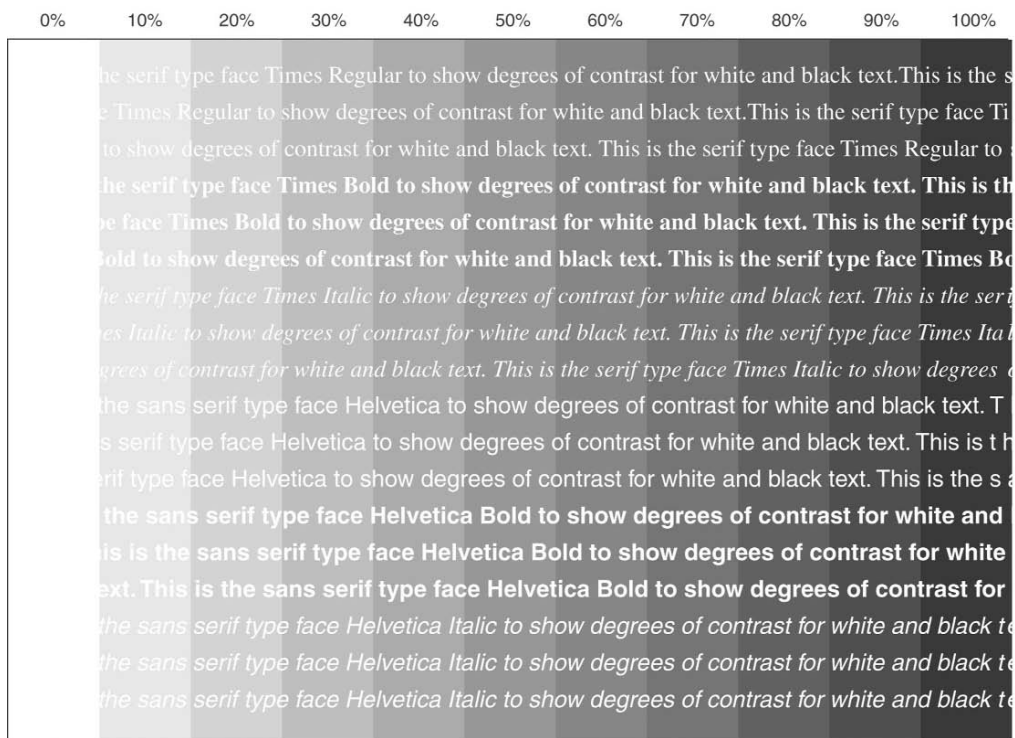 0% 10% 20% 30% 40% 50% 60% 70% 80% 90% 100%
he serif type face Times Regular to show degrees of contrast for white and black text.This is the s
e Times Regular to show degrees of contrast for white and black text.This is the serif type face Ti
to show degrees of contrast for white and black text. This is the serif type face Times Regular to
the serif type face Times Bold to show degrees of contrast for white and black text. This is th
pe face Times Bold to show degrees of contrast for white and black text. This is the serif type
Bold to show degrees of contrast for white and black text. This is the serif type face Times Bo
he serif type face Times Italic to show degrees of contrast for white and black text. This is the serif
es Italic to show degrees of contrast for white and black text. This is the serif type face Times Ital
grees of contrast for white and black text. This is the serif type face Times Italic to show degrees o
the sans serif type face Helvetica to show degrees of contrast for white and black text. T
s serif type face Helvetica to show degrees of contrast for white and black text. This is th
erif type face Helvetica to show degrees of contrast for white and black text. This is the sa
the sans serif type face Helvetica Bold to show degrees of contrast for white and
is is the sans serif type face Helvetica Bold to show degrees of contrast for white
ext. This is the sans serif type face Helvetica Bold to show degrees of contrast for
the sans serif type face Helvetica Italic to show degrees of contrast for white and black te
the sans serif type face Helvetica Italic to show degrees of contrast for white and black te
the sans serif type face Helvetica Italic to show degrees of contrast for white and black te